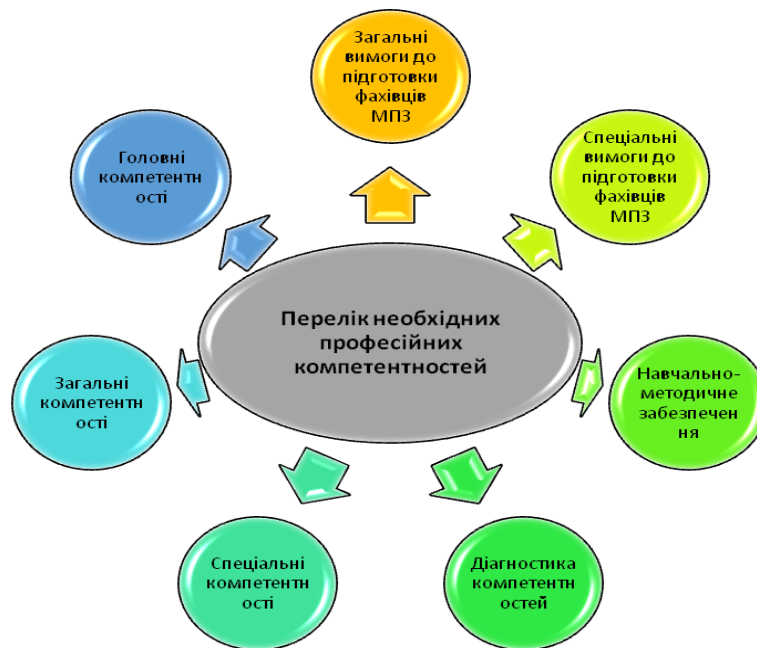 Загальні
вимоги до
підготовки
фахівців
МПЗ
Спеціальні
вимоги до
підготовки
фахівців
МПЗ
Навчально-
методичне
забезпечен
ня
Діагностика
компетентн
остей
Спеціальні
компетентн
ості
Загальні
компетентн
ості
Головні
компетентн
ості
Перелік необхідних
професійних
компетентностей